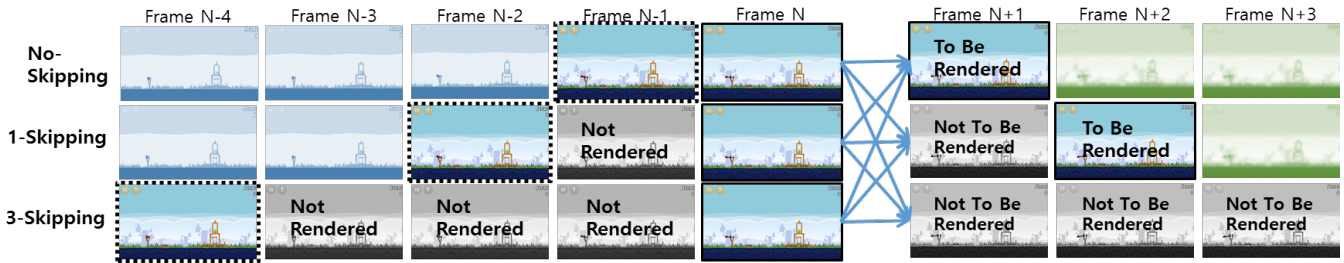 Frame N-4 Frame N-3 Frame N-2 Frame N-1 Frame N Frame N+1 Frame N+2 Frame N+3
No-
Skipping
To Be
Rendered
1-Skipping
Not
Rendered
Not To Be
Rendered
To Be
Rendered
3-Skipping
Not
Rendered
Not
Rendered
Not
Rendered
Not To Be
Rendered
Not To Be
Rendered
Not To Be
Rendered